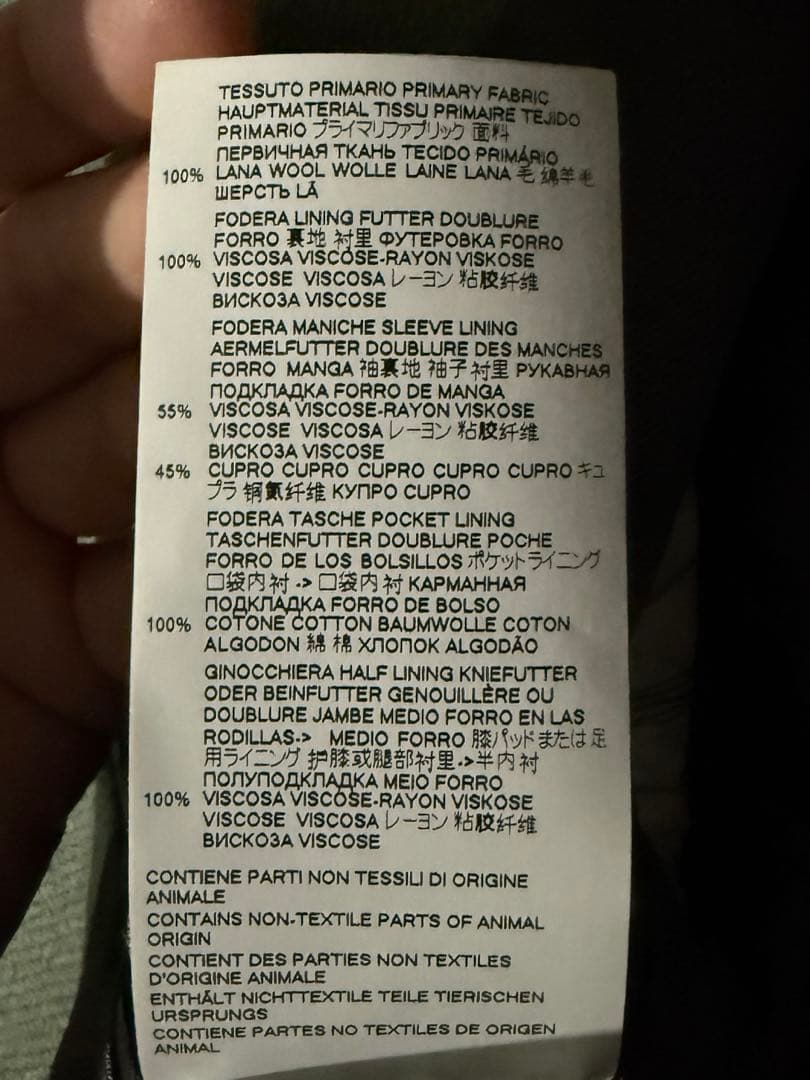 TESSUTO PRIMARIO PRIMARY FABRIC
HAUPTMATERIAL TISSU PRIMAIRE TEJIDO
PRIMARIO プライマリファブリック 面料
ПЕРВИЧНАЯ ТКАНЬ TECIDO PRIMÁRIO
100% LANA WOOL WOLLE LAINE LANA 毛 绵羊毛
ШЕРСТЬ LÃ
FODERA LINING FUTTER DOUBLURE
FORRO 裏地 衬里 ФУТЕРОВКА FORRO
100% VISCOSA VISCOSE-RAYON VISKOSE
VISCOSE VISCOSA レーヨン 粘胶纤维
ВИСКОЗА VISCOSE
FODERA MANICHE SLEEVE LINING
AERMELFUTTER DOUBLURE DES MANCHES
FORRO MANGA 袖裏地 袖子衬里 РУКАВНАЯ
ПОДКЛАДКА FORRO DE MANGA
55% VISCOSA VISCOSE-RAYON VISKOSE
VISCOSE VISCOSA レーヨン 粘胶纤维
ВИСКОЗА VISCOSE
45% CUPRO CUPRO CUPRO CUPRO CUPRO キュ
プラ 铜氨纤维 КУПРО CUPRO
FODERA TASCHE POCKET LINING
TASCHENFUTTER DOUBLURE POCHE
FORRO DE LOS BOLSILLOS ポケットライニング
口袋内衬 -> 口袋内衬 КАРМАННАЯ
ПОДКЛАДКА FORRO DE BOLSO
100% COTONE COTTON BAUMWOLLE COTON
ALGODON 綿 棉 ХЛОПОК ALGODÃO
GINOCCHIERA HALF LINING KNIEFUTTER
ODER BEINFUTTER GENOUILLÈRE OU
DOUBLURE JAMBE MEDIO FORRO EN LAS
RODILLAS-> MEDIO FORRO 膝パッドまたは足
用ライニング 护膝或腿部衬里->半内衬
ПОЛУПОДКЛАДКА MEIO FORRO
100% VISCOSA VISCOSE-RAYON VISKOSE
VISCOSE VISCOSA レーヨン 粘胶纤维
ВИСКОЗА VISCOSE
CONTIENE PARTI NON TESSILI DI ORIGINE
ANIMALE
CONTAINS NON-TEXTILE PARTS OF ANIMAL
ORIGIN
CONTIENT DES PARTIES NON TEXTILES
D'ORIGINE ANIMALE
ENTHÄLT NICHTTEXTILE TEILE TIERISCHEN
URSPRUNGS
CONTIENE PARTES NO TEXTILES DE ORIGEN
ANIMAL